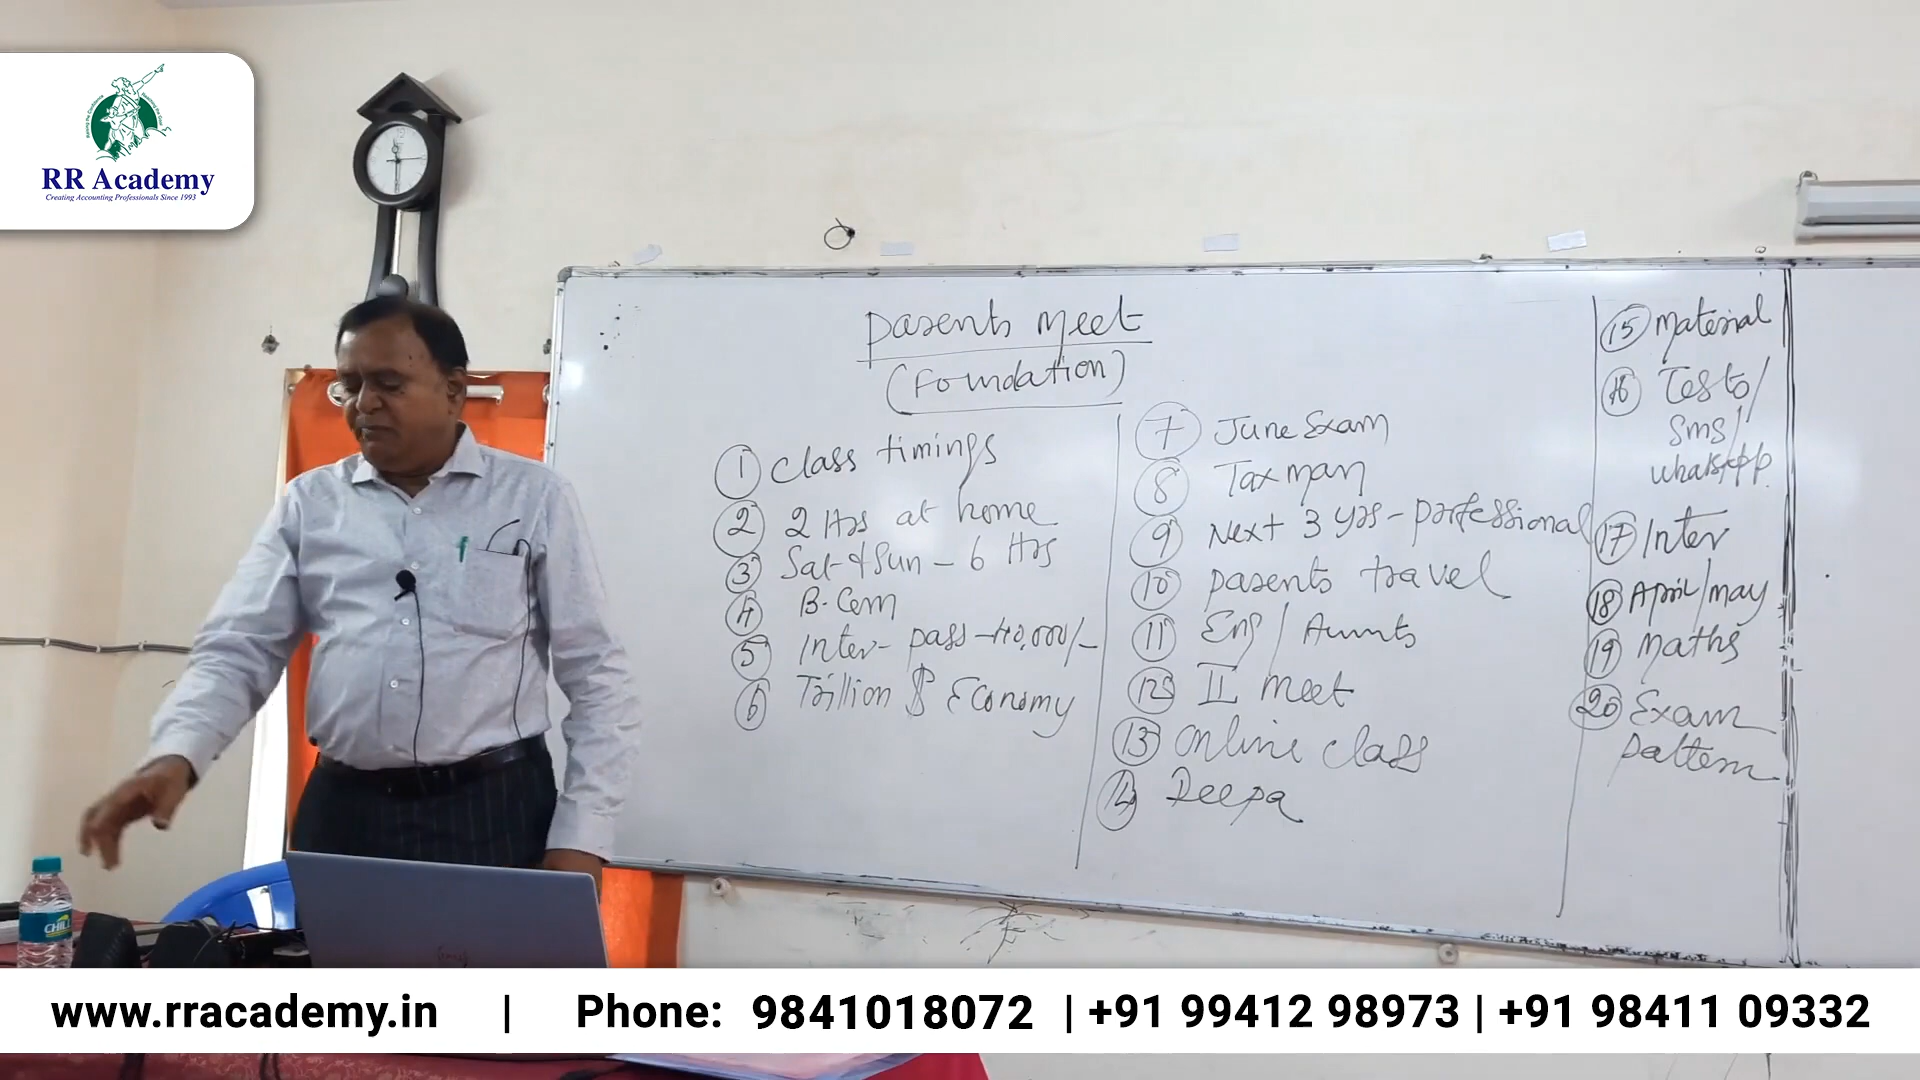 RR Academy
Creating Accounting Professionals Since 1993
Parents Meet
(Foundation)
1 Class timings
2 2 Hrs at home
3 Sat & Sun - 6 Hrs
4 B.Com
5 Inter - pass - 40,000/-
6 Trillion $ Economy
7 June Exam
8 Taxman
9 Next 3 yrs - professional
10 parents travel
11 Eng / Aunts
12 II meet
13 Online class
14 Deepa
15 Material
16 Tests/
Sms/
WhatsApp.
17 Inter
18 April/may
19 Maths
20 Exam
pattern
www.rracademy.in | Phone: 9841018072 | +91 99412 98973 | +91 98411 09332